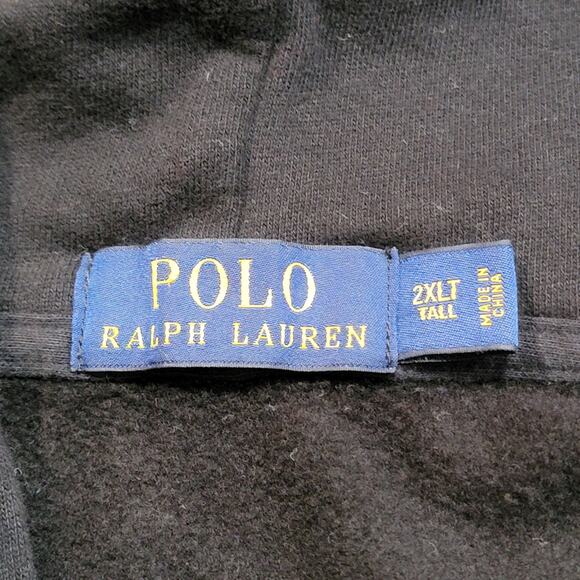 POLO
RALPH LAUREN
2XLT
TALL
MADE IN
CHINA